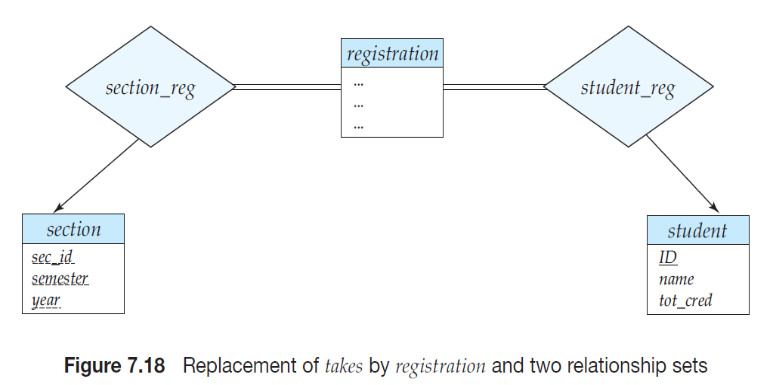 registration
section_reg
...
student_reg
...
...
section
sec_id
semester
year
student
ID
name
tot_cred
Figure 7.18 Replacement of takes by registration and two relationship sets